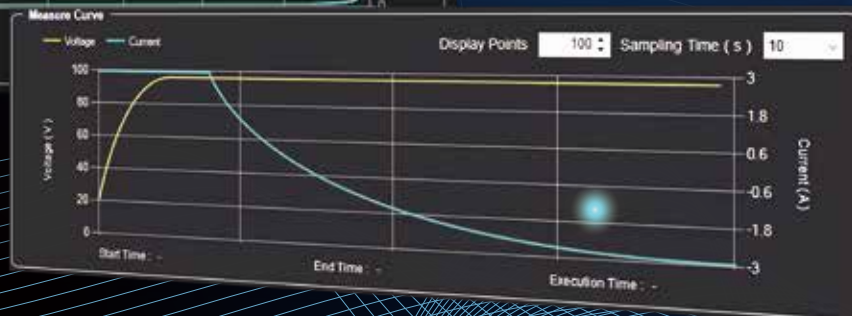 0
Measure Curve
Voltage Current
Display Points 100 Sampling Time ( s ) 10
100 3
80 1.8
60 0.6
40 -0.6
20 -1.8
0 -3
Voltage ( V )
Current ( A )
Start Time : -
End Time : -
Execution Time : -